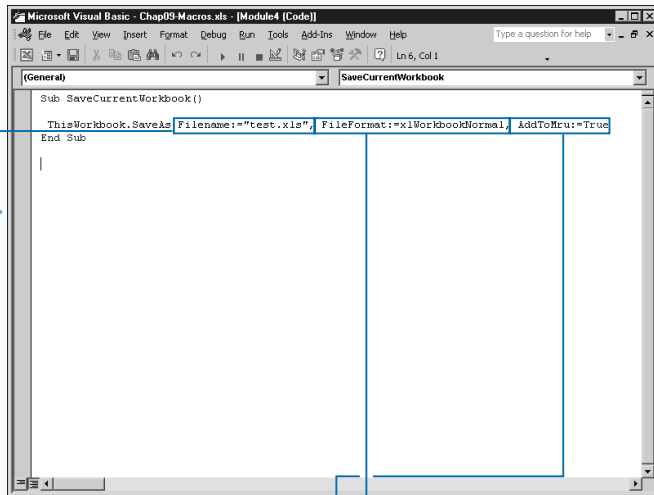 Microsoft Visual Basic - Chap09-Macros.xls - [Module4 (Code)]
File Edit View Insert Format Debug Run Tools Add-Ins Window Help Type a question for help
Ln 6, Col 1
(General) SaveCurrentWorkbook
Sub SaveCurrentWorkbook()
ThisWorkbook.SaveAs Filename:="test.xls", FileFormat:=xlWorkbookNormal, AddToMru:=True
End Sub